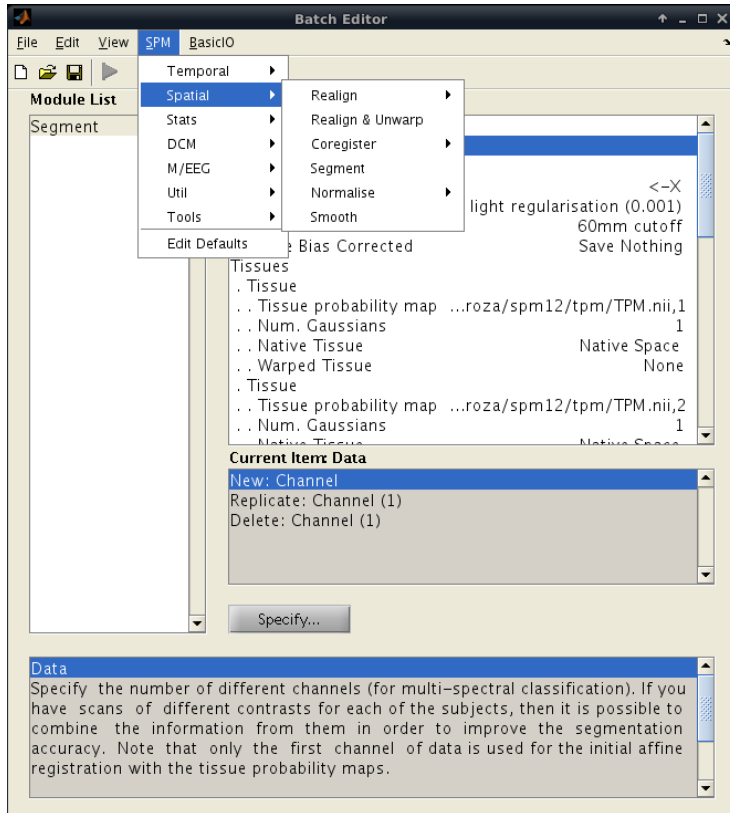 Batch Editor
File Edit View SPM BasicIO
Temporal
Spatial
Stats
DCM
M/EEG
Util
Tools
Edit Defaults
Realign
Realign & Unwarp
Coregister
Segment
Normalise
Smooth
Module List
Segment
<-X
light regularisation (0.001)
60mm cutoff
Bias Corrected Save Nothing
Tissues
. Tissue
. . Tissue probability map ...roza/spm12/tpm/TPM.nii,1
. . Num. Gaussians 1
. . Native Tissue Native Space
. . Warped Tissue None
. Tissue
. . Tissue probability map ...roza/spm12/tpm/TPM.nii,2
. . Num. Gaussians 1
. . Native Tissue Native Space
Current Item: Data
New: Channel
Replicate: Channel (1)
Delete: Channel (1)
Specify...
Data
Specify the number of different channels (for multi-spectral classification). If you
have scans of different contrasts for each of the subjects, then it is possible to
combine the information from them in order to improve the segmentation
accuracy. Note that only the first channel of data is used for the initial affine
registration with the tissue probability maps.